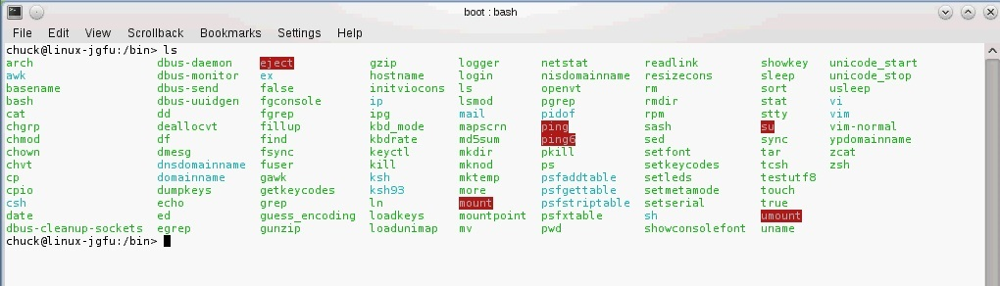 boot : bash
File Edit View Scrollback Bookmarks Settings Help
chuck@linux-jgfu:/bin> ls
arch dbus-daemon eject gzip logger netstat readlink showkey unicode_start
awk dbus-monitor ex hostname login nisdomainname resizecons sleep unicode_stop
basename dbus-send false initviocons ls openvt rm sort usleep
bash dbus-uuidgen fgconsole ip lsmod pgrep rmdir stat vi
cat dd fgrep ipg mail pidof rpm stty vim
chgrp deallocvt fillup kbd_mode mapscrn ping sash su vim-normal
chmod df find kbdrate md5sum ping6 sed sync ypdomainname
chown dmesg fsync keyctl mkdir pkill setfont tar zcat
chvt dnsdomainname fuser kill mknod ps setkeycodes tcsh zsh
cp domainname gawk ksh mktemp psfaddtable setleds testutf8
cpio dumpkeys getkeycodes ksh93 more psfgettable setmetamode touch
csh echo grep ln mount psfstriptable setserial true
date ed guess_encoding loadkeys mountpoint psfxtable sh umount
dbus-cleanup-sockets egrep gunzip loadunimap mv pwd showconsolefont uname
chuck@linux-jgfu:/bin>